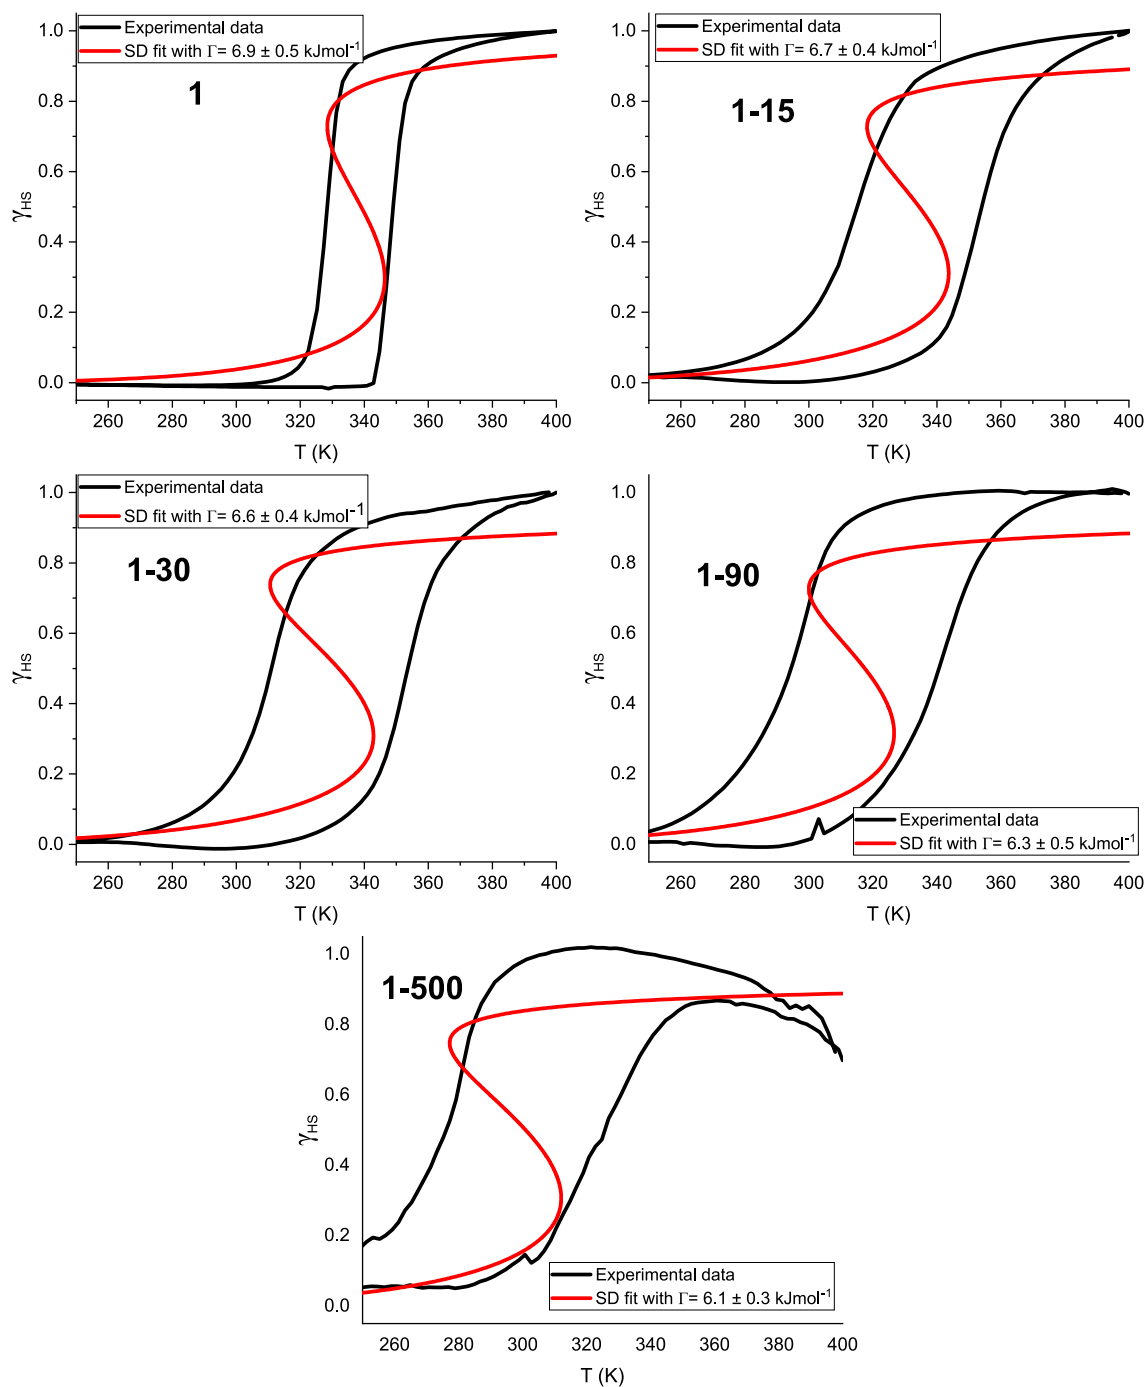 Experimental data
SD fit with Γ= 6.9 ± 0.5 kJmol⁻¹
1
γHS
1.0
0.8
0.6
0.4
0.2
0.0
260 280 300 320 340 360 380 400
T (K)
Experimental data
SD fit with Γ= 6.7 ± 0.4 kJmol⁻¹
1-15
γHS
1.0
0.8
0.6
0.4
0.2
0.0
260 280 300 320 340 360 380 400
T (K)
Experimental data
SD fit with Γ= 6.6 ± 0.4 kJmol⁻¹
1-30
γHS
1.0
0.8
0.6
0.4
0.2
0.0
260 280 300 320 340 360 380 400
T (K)
1-90
γHS
1.0
0.8
0.6
0.4
0.2
0.0
Experimental data
SD fit with Γ= 6.3 ± 0.5 kJmol⁻¹
260 280 300 320 340 360 380 400
T (K)
1-500
γHS
1.0
0.8
0.6
0.4
0.2
0.0
Experimental data
SD fit with Γ= 6.1 ± 0.3 kJmol⁻¹
260 280 300 320 340 360 380 400
T (K)